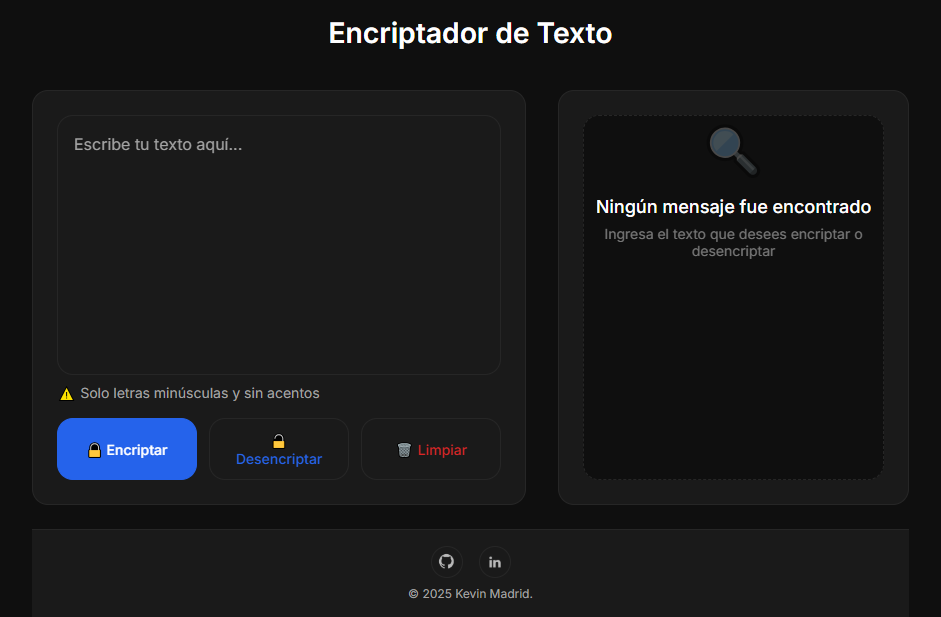 Encriptador de Texto
Escribe tu texto aquí...
⚠️ Solo letras minúsculas y sin acentos
🔒 Encriptar
🔓
Desencriptar
🗑️ Limpiar
Ningún mensaje fue encontrado
Ingresa el texto que desees encriptar o
desencriptar
in
© 2025 Kevin Madrid.